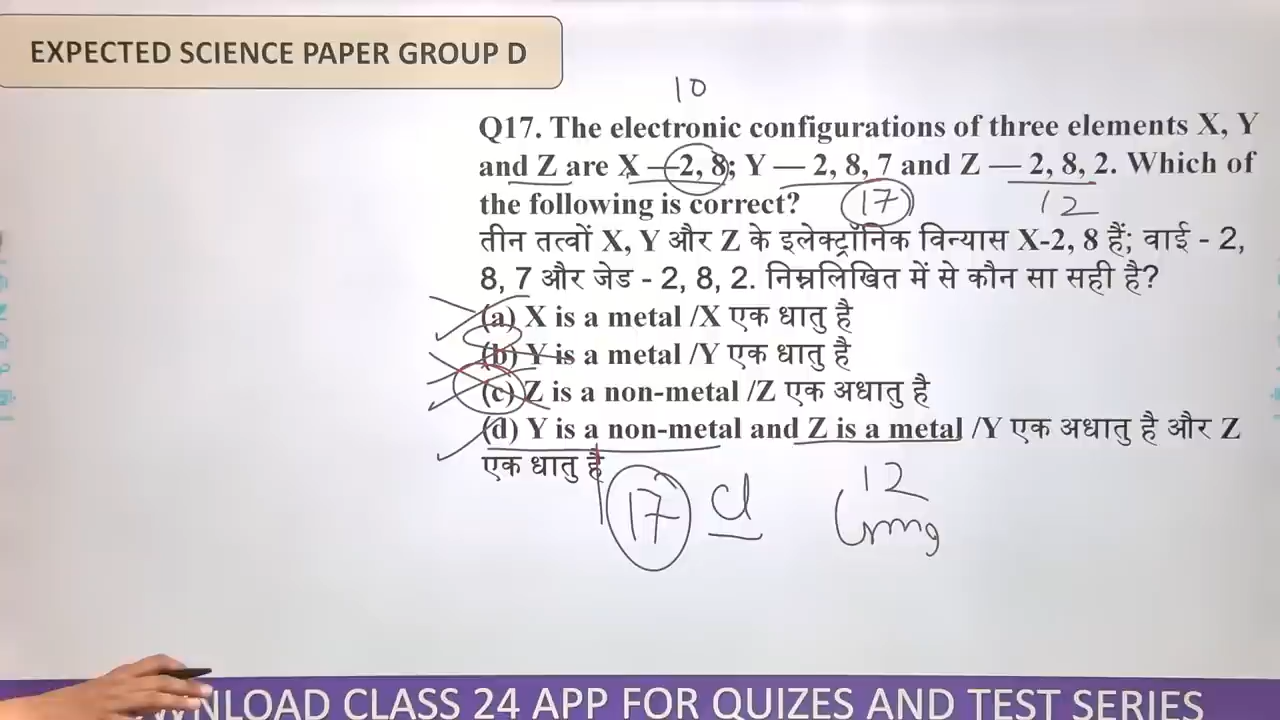 EXPECTED SCIENCE PAPER GROUP D
10
Q17. The electronic configurations of three elements X, Y
and Z are X — 2, 8; Y — 2, 8, 7 and Z — 2, 8, 2. Which of
the following is correct? 17 12
तीन तत्वों X, Y और Z के इलेक्ट्रॉनिक विन्यास X-2, 8 हैं; वाई - 2,
8, 7 और जेड - 2, 8, 2. निम्नलिखित में से कौन सा सही है?
(a) X is a metal /X एक धातु है
(b) Y is a metal /Y एक धातु है
(c) Z is a non-metal /Z एक अधातु है
(d) Y is a non-metal and Z is a metal /Y एक अधातु है और Z
एक धातु है
17 Cl 12
mg
WNLOAD CLASS 24 APP FOR QUIZES AND TEST SERIES